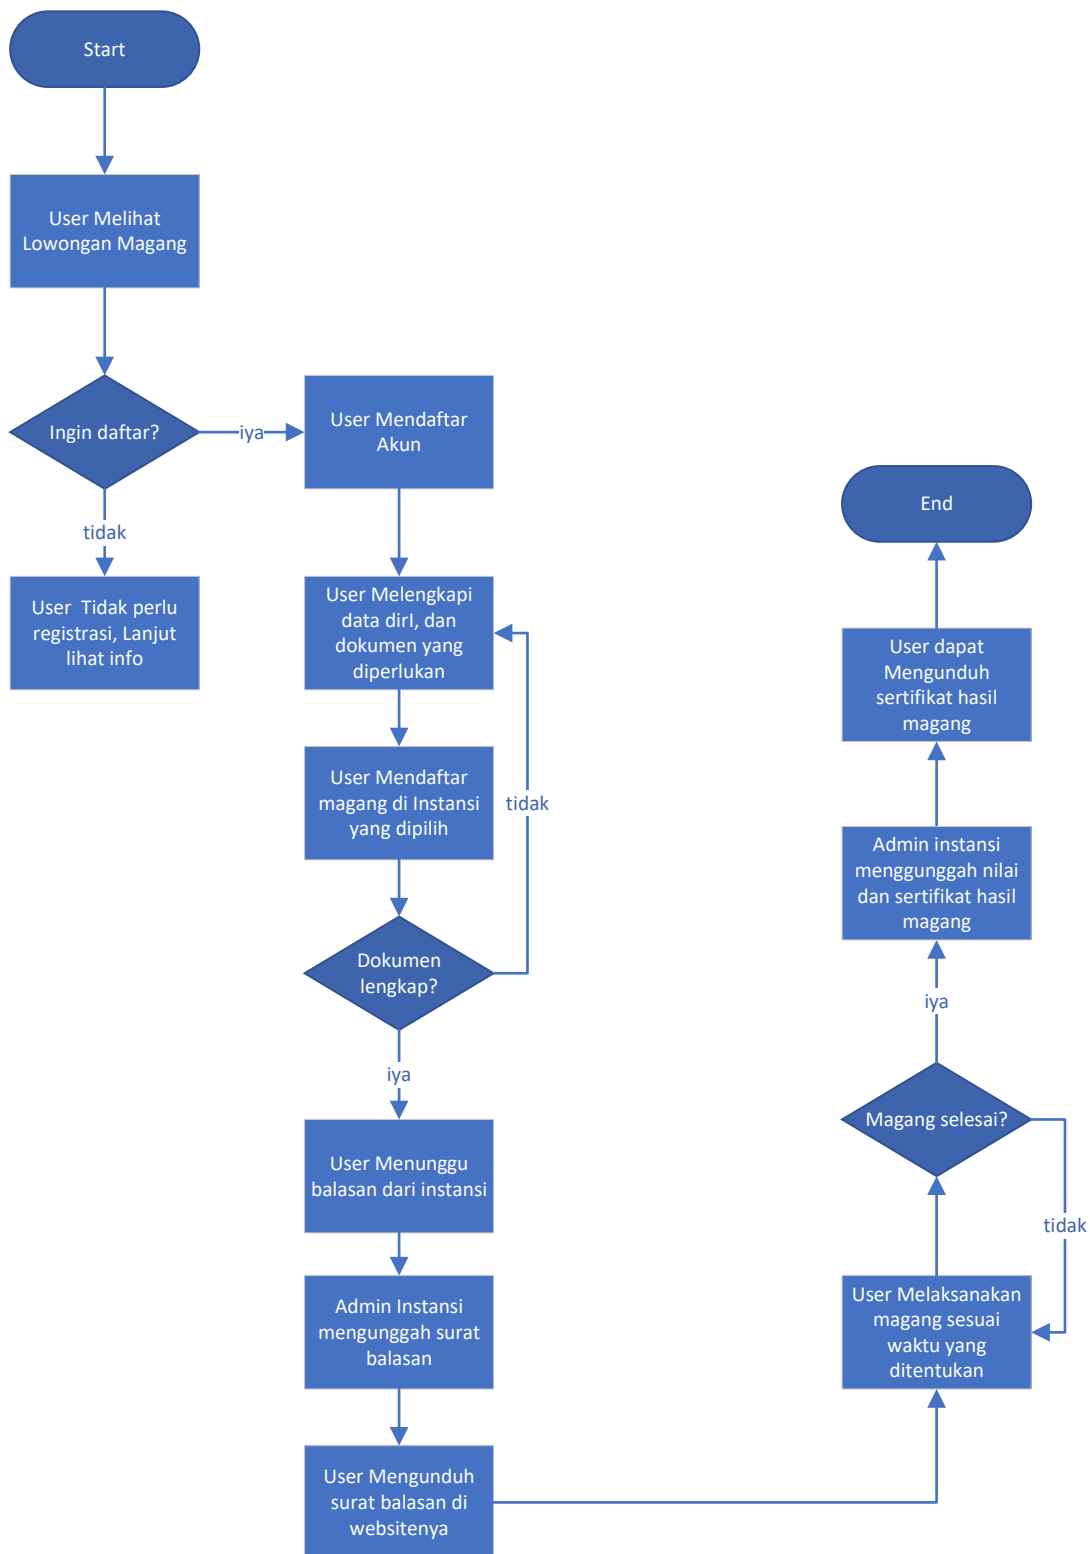 Start
User Melihat
Lowongan Magang
Ingin daftar?
iya
tidak
User Tidak perlu
registrasi, Lanjut
lihat info
User Mendaftar
Akun
User Melengkapi
data dirI, dan
dokumen yang
diperlukan
User Mendaftar
magang di Instansi
yang dipilih
tidak
Dokumen
lengkap?
iya
User Menunggu
balasan dari instansi
Admin Instansi
mengunggah surat
balasan
User Mengunduh
surat balasan di
websitenya
User Melaksanakan
magang sesuai
waktu yang
ditentukan
tidak
Magang selesai?
iya
Admin instansi
menggunggah nilai
dan sertifikat hasil
magang
User dapat
Mengunduh
sertifikat hasil
magang
End